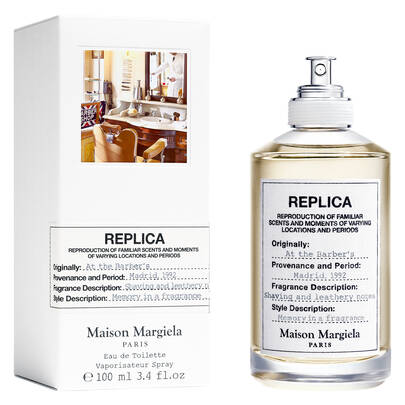 BARBER
SHOP
REPLICA
REPRODUCTION OF FAMILIAR SCENTS AND MOMENTS
OF VARYING LOCATIONS AND PERIODS
Originally: At the Barber's
Provenance and Period: Madrid, 1992
Fragrance Description: Shaving and leathery n
Style Description: Memory in a fragrance
Maison Margiela
PARIS
Eau de Toilette
Vaporisateur Spray
℮ 100 ml 3.4 fl.oz
REPLICA
REPRODUCTION OF FAMILIAR
SCENTS AND MOMENTS OF VARYING
LOCATIONS AND PERIODS
Originally:
At the Barber's
Provenance and Period:
Madrid, 1992
Fragrance Description:
Shaving and leathery notes
Style Description:
Memory in a fragrance
Maison Margiela
PARIS